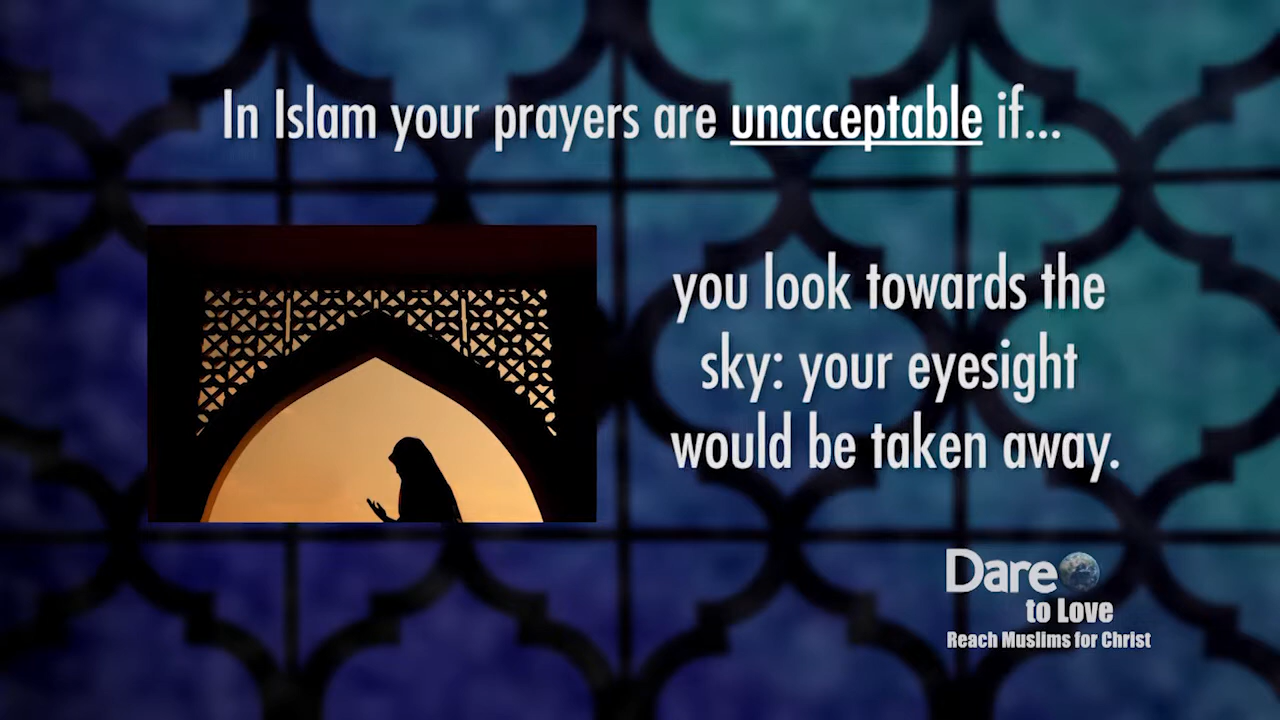 In Islam your prayers are unacceptable if...
you look towards the
sky: your eyesight
would be taken away.
Dare
to Love
Reach Muslims for Christ